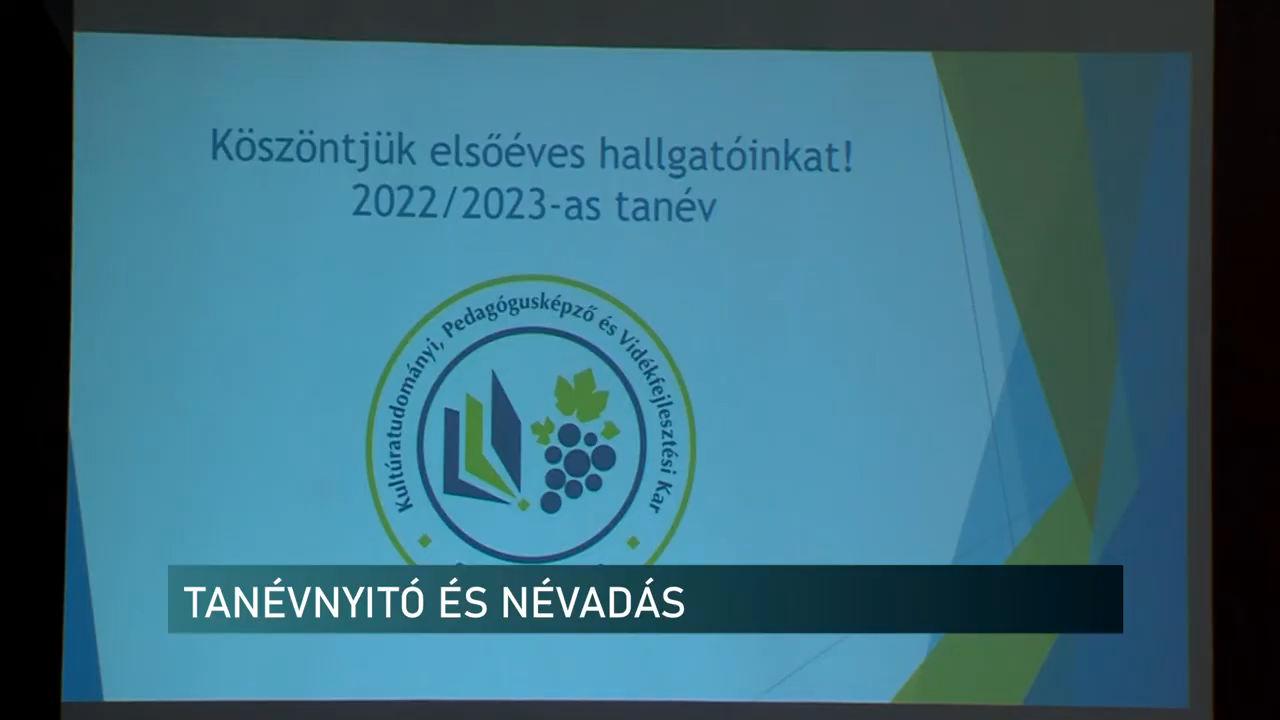 Köszöntjük elsőéves hallgatóinkat!
2022/2023-as tanév
Kultúratudományi, Pedagógusképző és Vidékfejlesztési Kar
TANÉVNYITÓ ÉS NÉVADÁS